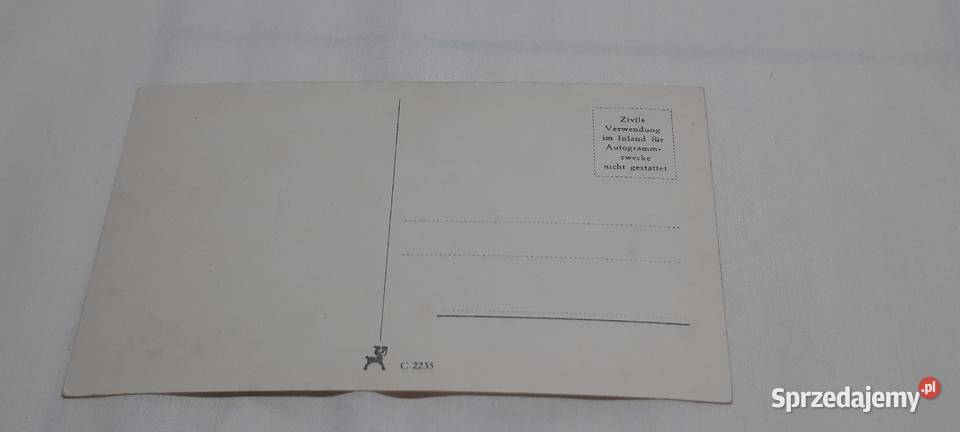 Zivile
Verwendung
im Inland für
Autogramm-
zwecke
nicht gestattet
C 2235
Sprzedajemy.pl